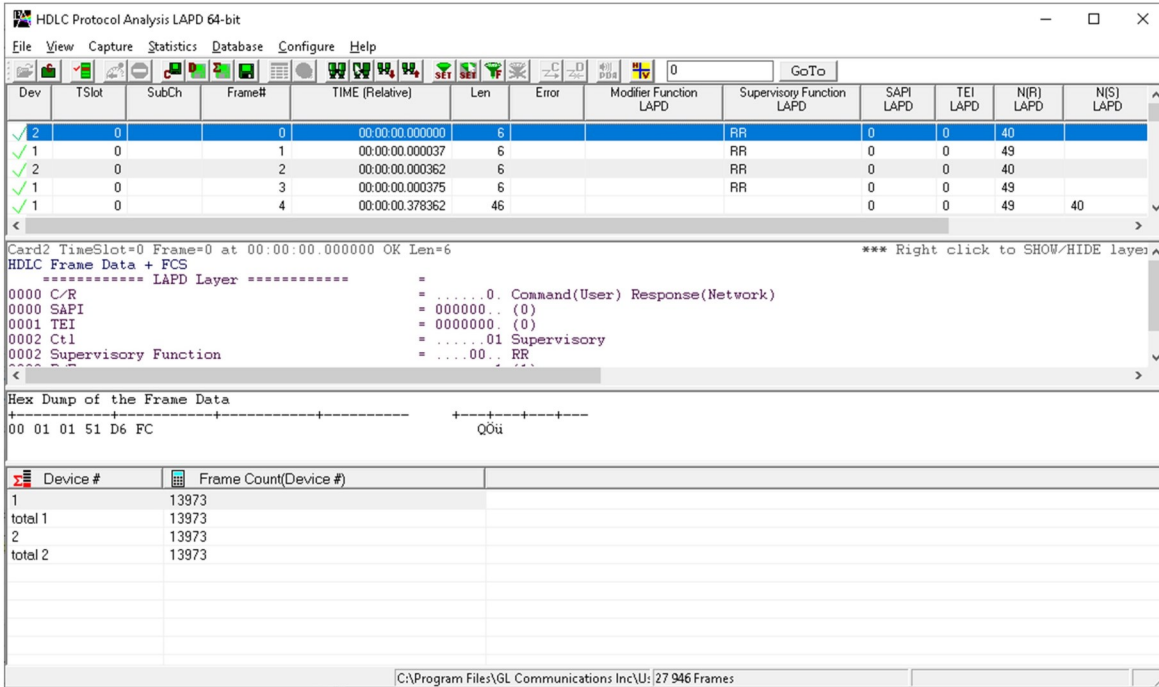 HDLC Protocol Analysis LAPD 64-bit
File View Capture Statistics Database Configure Help
0 GoTo
Dev TSlot SubCh Frame# TIME (Relative) Len Error Modifier Function LAPD Supervisory Function LAPD SAPI LAPD TEI LAPD N(R) LAPD N(S) LAPD
2 0 0 00:00:00.000000 6 RR 0 0 40
1 0 1 00:00:00.000037 6 RR 0 0 49
2 0 2 00:00:00.000362 6 RR 0 0 40
1 0 3 00:00:00.000375 6 RR 0 0 49
1 0 4 00:00:00.378362 46 0 0 49 40
Card2 TimeSlot=0 Frame=0 at 00:00:00.000000 OK Len=6 *** Right click to SHOW/HIDE layer
HDLC Frame Data + FCS
============ LAPD Layer ============ =
0000 C/R = ......0. Command(User) Response(Network)
0000 SAPI = 000000.. (0)
0001 TEI = 0000000. (0)
0002 Ctl = ......01 Supervisory
0002 Supervisory Function = ....00.. RR
Hex Dump of the Frame Data
+-----------+-----------+-----------+---------- +---+---+---+---
00 01 01 51 D6 FC QÖü
Device # Frame Count(Device #)
1 13973
total 1 13973
2 13973
total 2 13973
C:\Program Files\GL Communications Inc\U: 27 946 Frames